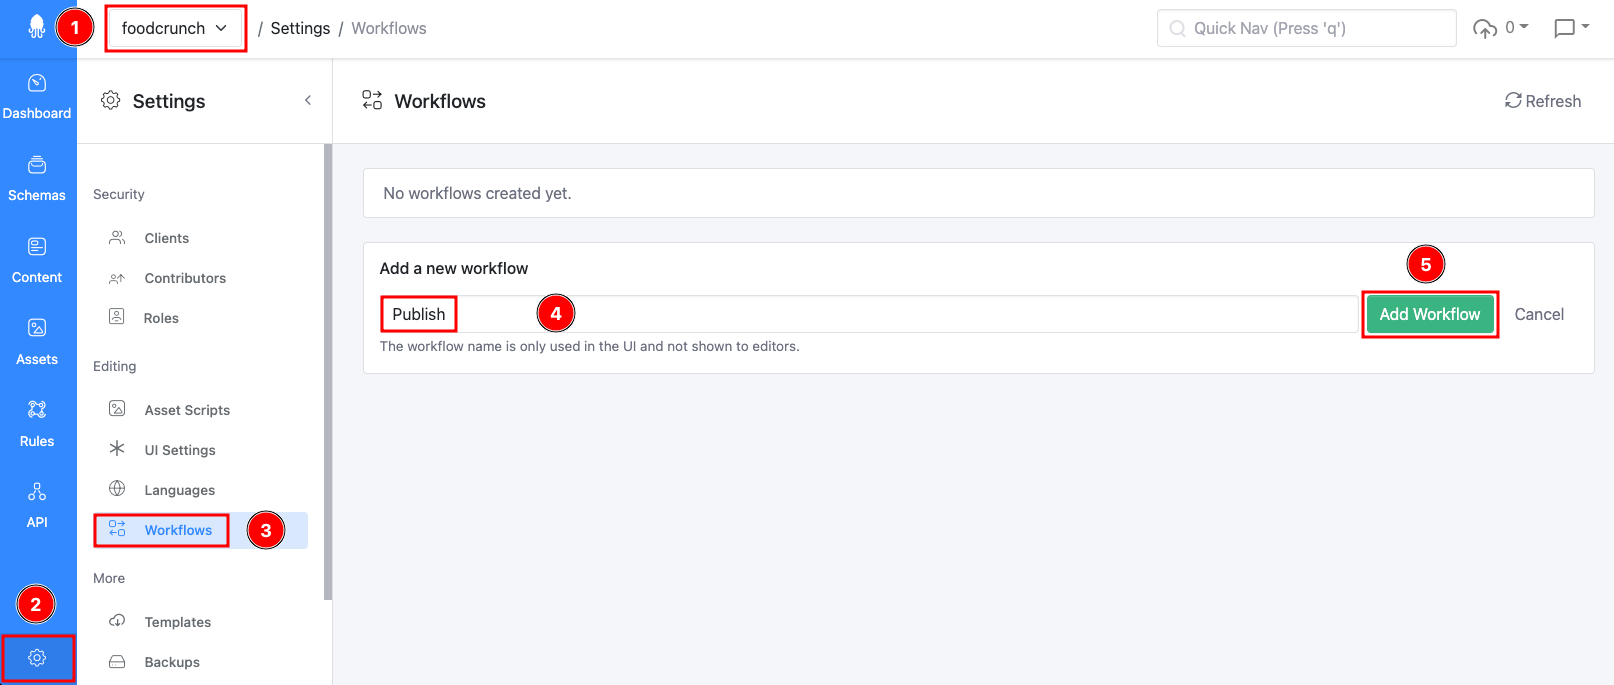 1
foodcrunch / Settings / Workflows
Quick Nav (Press 'q')
0
Dashboard
Schemas
Content
Assets
Rules
API
2
Settings
Security
Clients
Contributors
Roles
Editing
Asset Scripts
UI Settings
Languages
Workflows
3
More
Templates
Backups
Workflows
Refresh
No workflows created yet.
Add a new workflow
5
Publish
4
Add Workflow
Cancel
The workflow name is only used in the UI and not shown to editors.